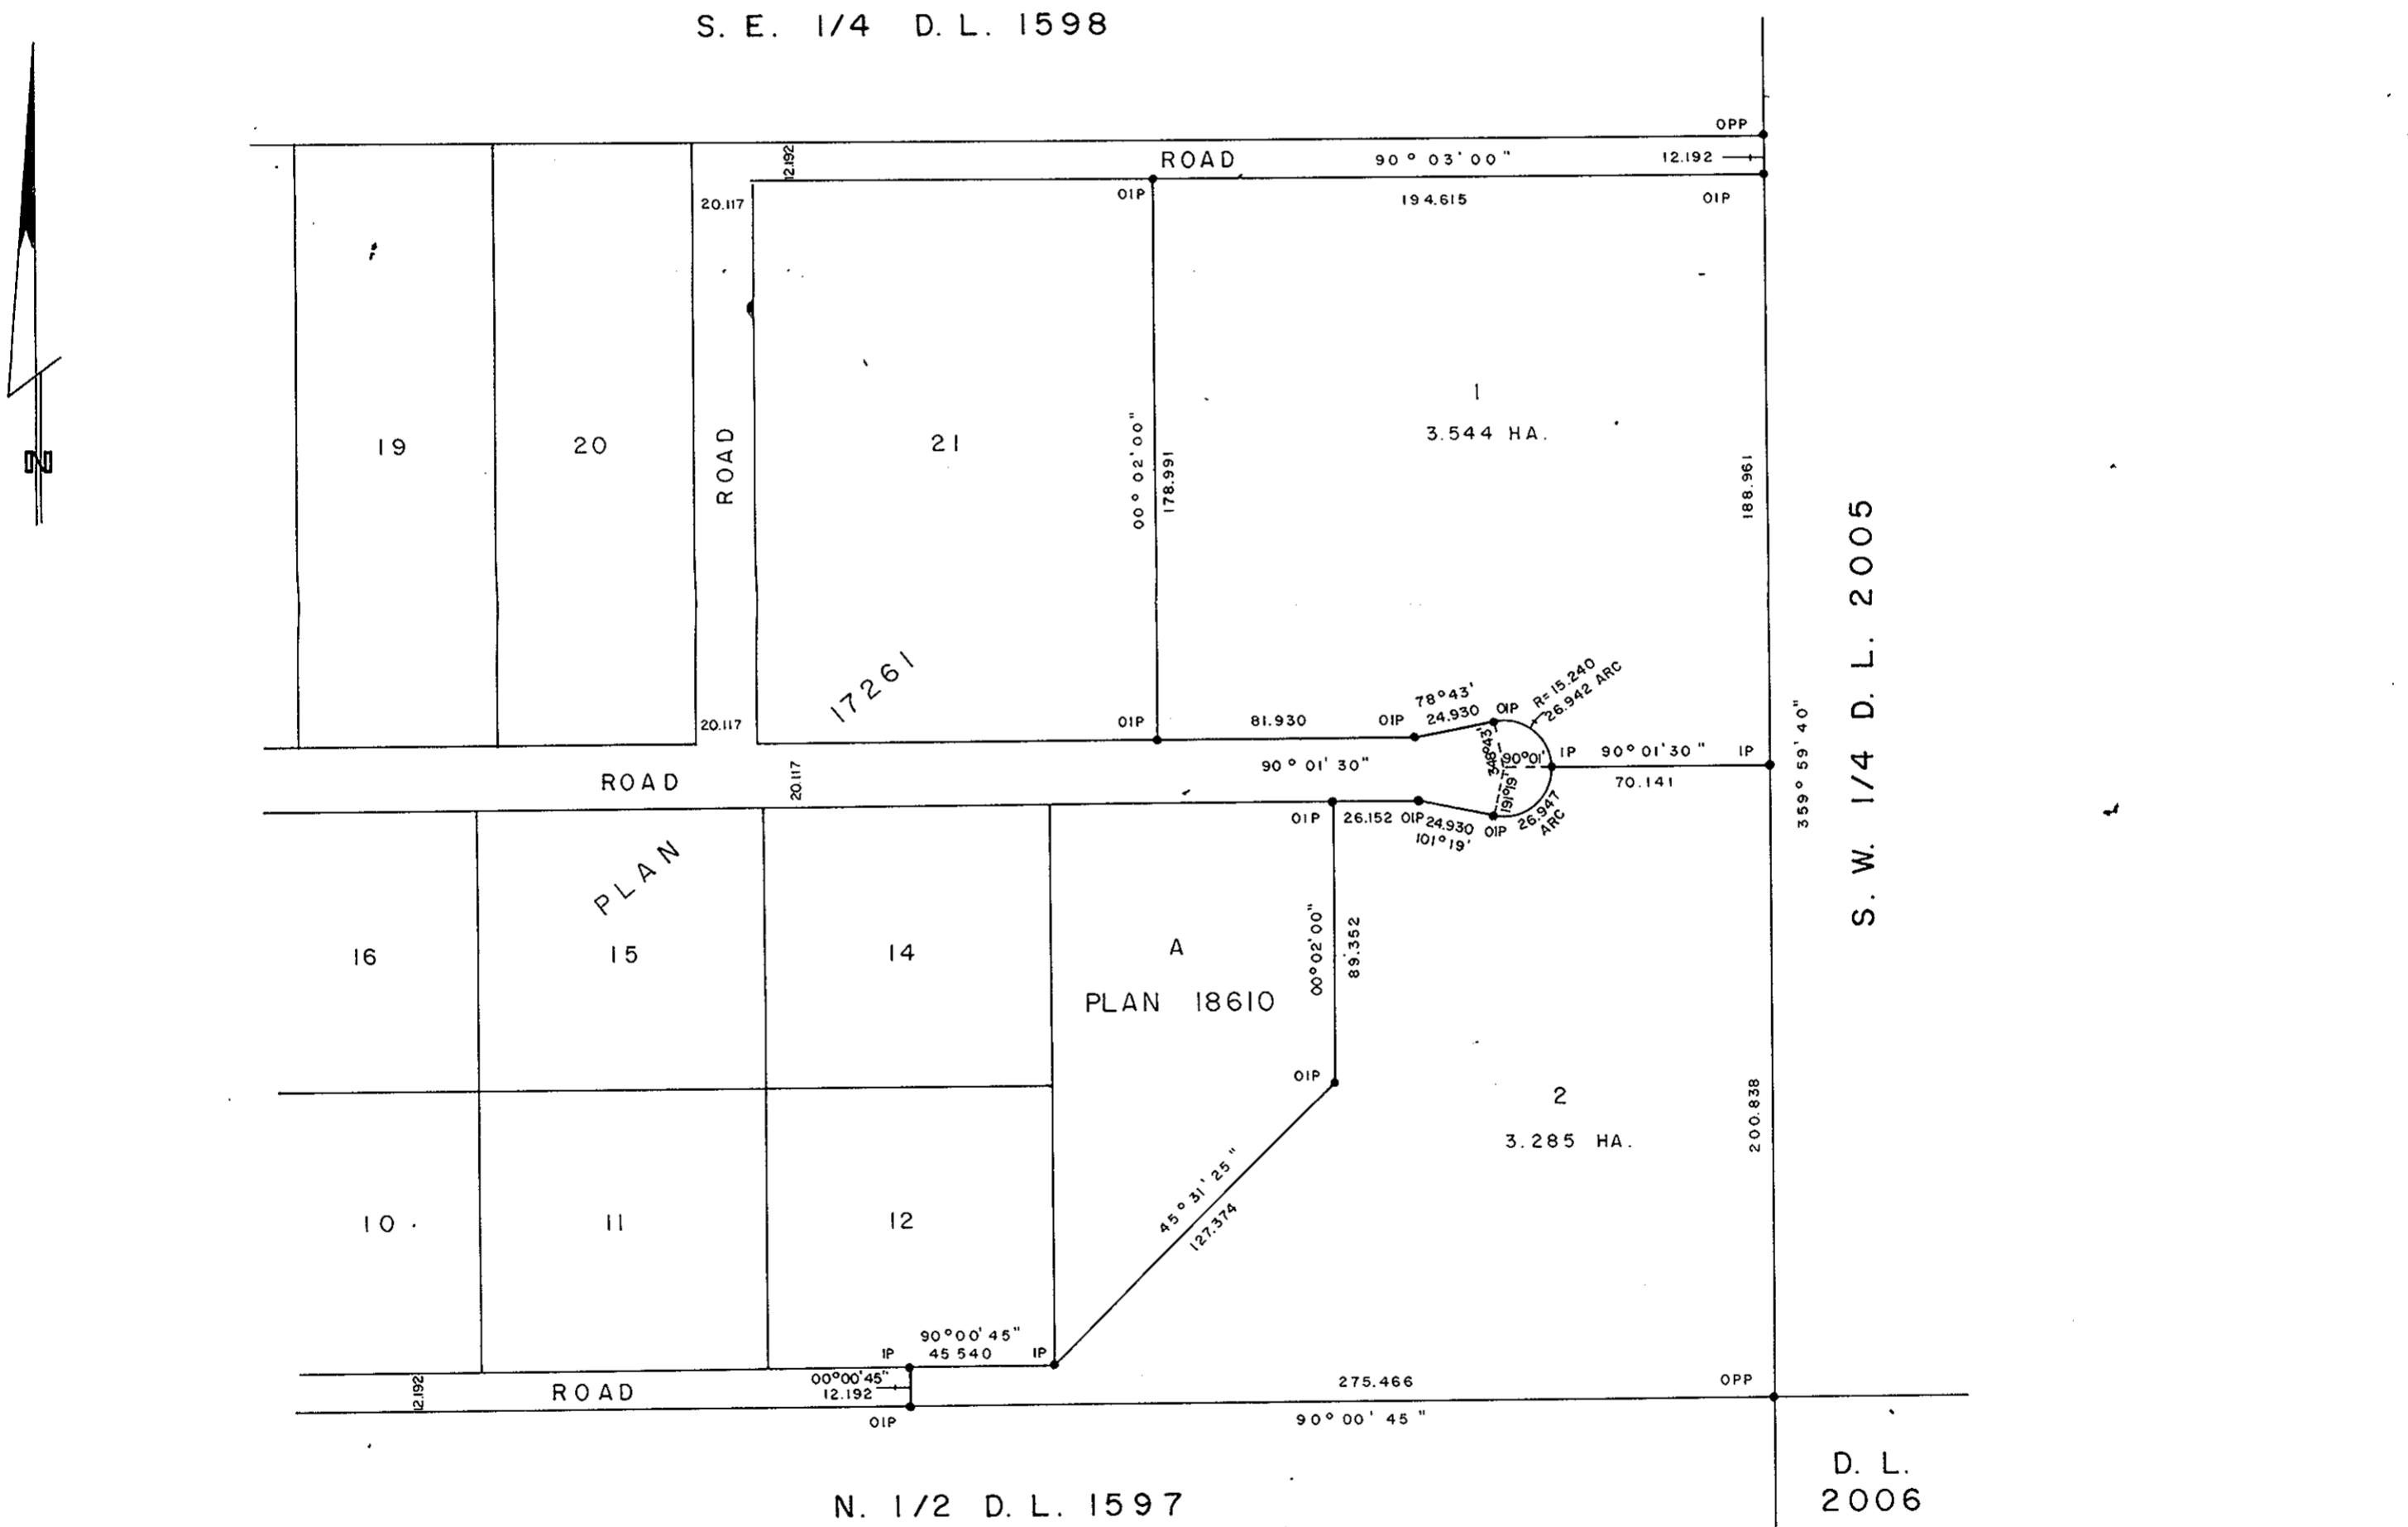 S. E. 1/4 D. L. 1598
OPP
12.192
ROAD 90° 03' 00" 12.192
20.117
OIP
194.615
OIP
N
19
20
ROAD
21
00° 02' 00"
178.991
1
3.544 HA.
188.961
S. W. 1/4 D. L. 2005
359° 59' 40"
17261
20.117
OIP
81.930
OIP
78°43'
24.930
OIP
R= 15.240
26.942 ARC
348°43'
90°01'
191°19'
IP
90° 01' 30"
IP
70.141
90° 01' 30"
ROAD
20.117
OIP
26.152
OIP
24.930
101°19'
OIP
26.947
ARC
PLAN
16
15
14
A
PLAN 18610
00°02'00"
89.352
OIP
2
3.285 HA.
200.838
45° 31' 25"
127.374
10
11
12
90°00'45"
IP
45 540
IP
00°00'45"
12.192
12.192
ROAD
OIP
275.466
OPP
90° 00' 45"
N. 1/2 D. L. 1597
D. L.
2006